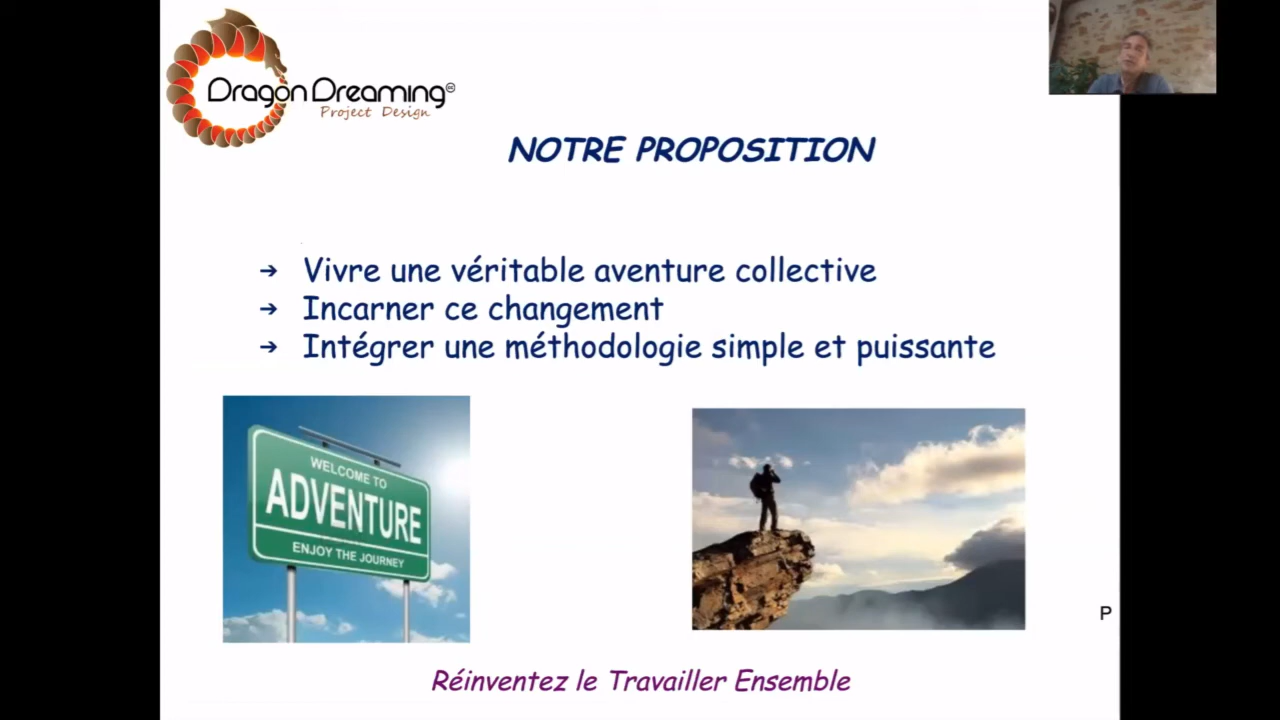 Dragon Dreaming
Project Design
NOTRE PROPOSITION
➔ Vivre une véritable aventure collective
➔ Incarner ce changement
➔ Intégrer une méthodologie simple et puissante
WELCOME TO
ADVENTURE
ENJOY THE JOURNEY
P
Réinventez le Travailler Ensemble